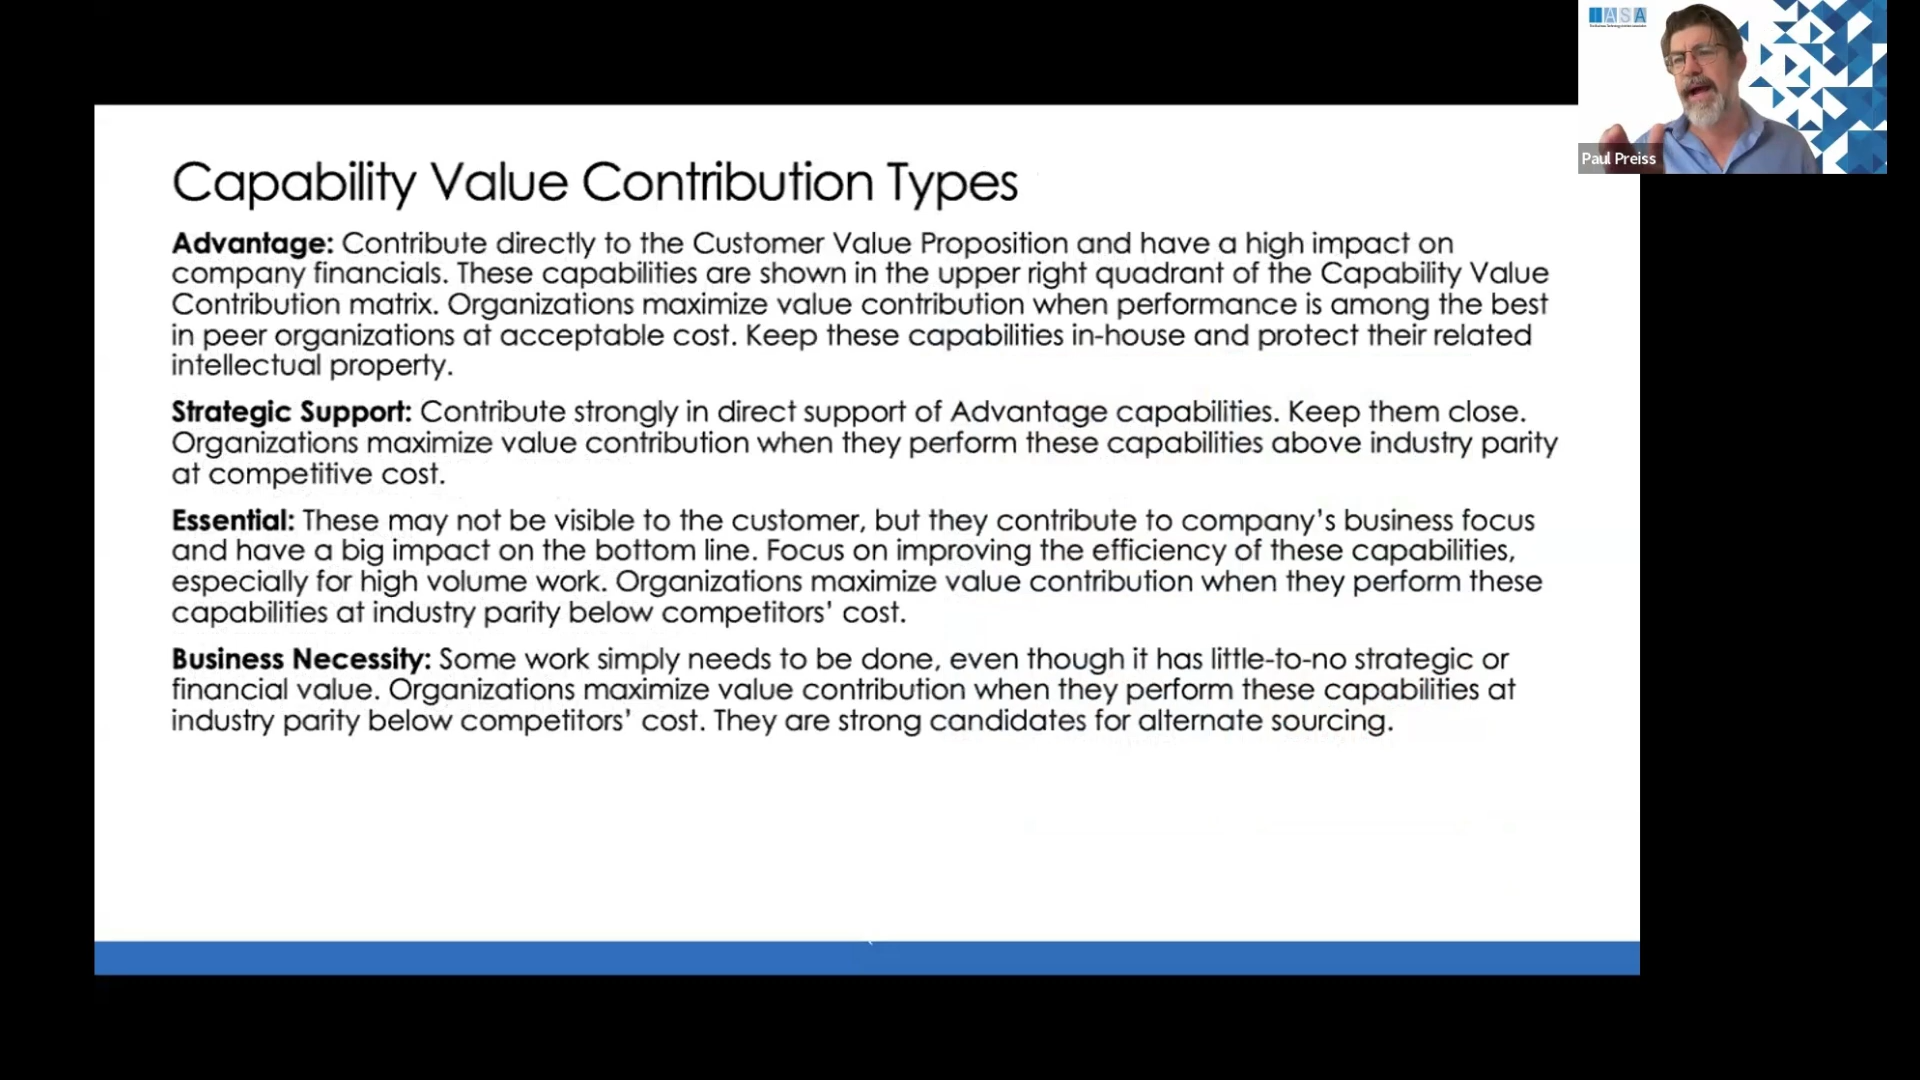 IASA
Paul Preiss
Capability Value Contribution Types
Advantage: Contribute directly to the Customer Value Proposition and have a high impact on
company financials. These capabilities are shown in the upper right quadrant of the Capability Value
Contribution matrix. Organizations maximize value contribution when performance is among the best
in peer organizations at acceptable cost. Keep these capabilities in-house and protect their related
intellectual property.
Strategic Support: Contribute strongly in direct support of Advantage capabilities. Keep them close.
Organizations maximize value contribution when they perform these capabilities above industry parity
at competitive cost.
Essential: These may not be visible to the customer, but they contribute to company’s business focus
and have a big impact on the bottom line. Focus on improving the efficiency of these capabilities,
especially for high volume work. Organizations maximize value contribution when they perform these
capabilities at industry parity below competitors’ cost.
Business Necessity: Some work simply needs to be done, even though it has little-to-no strategic or
financial value. Organizations maximize value contribution when they perform these capabilities at
industry parity below competitors’ cost. They are strong candidates for alternate sourcing.